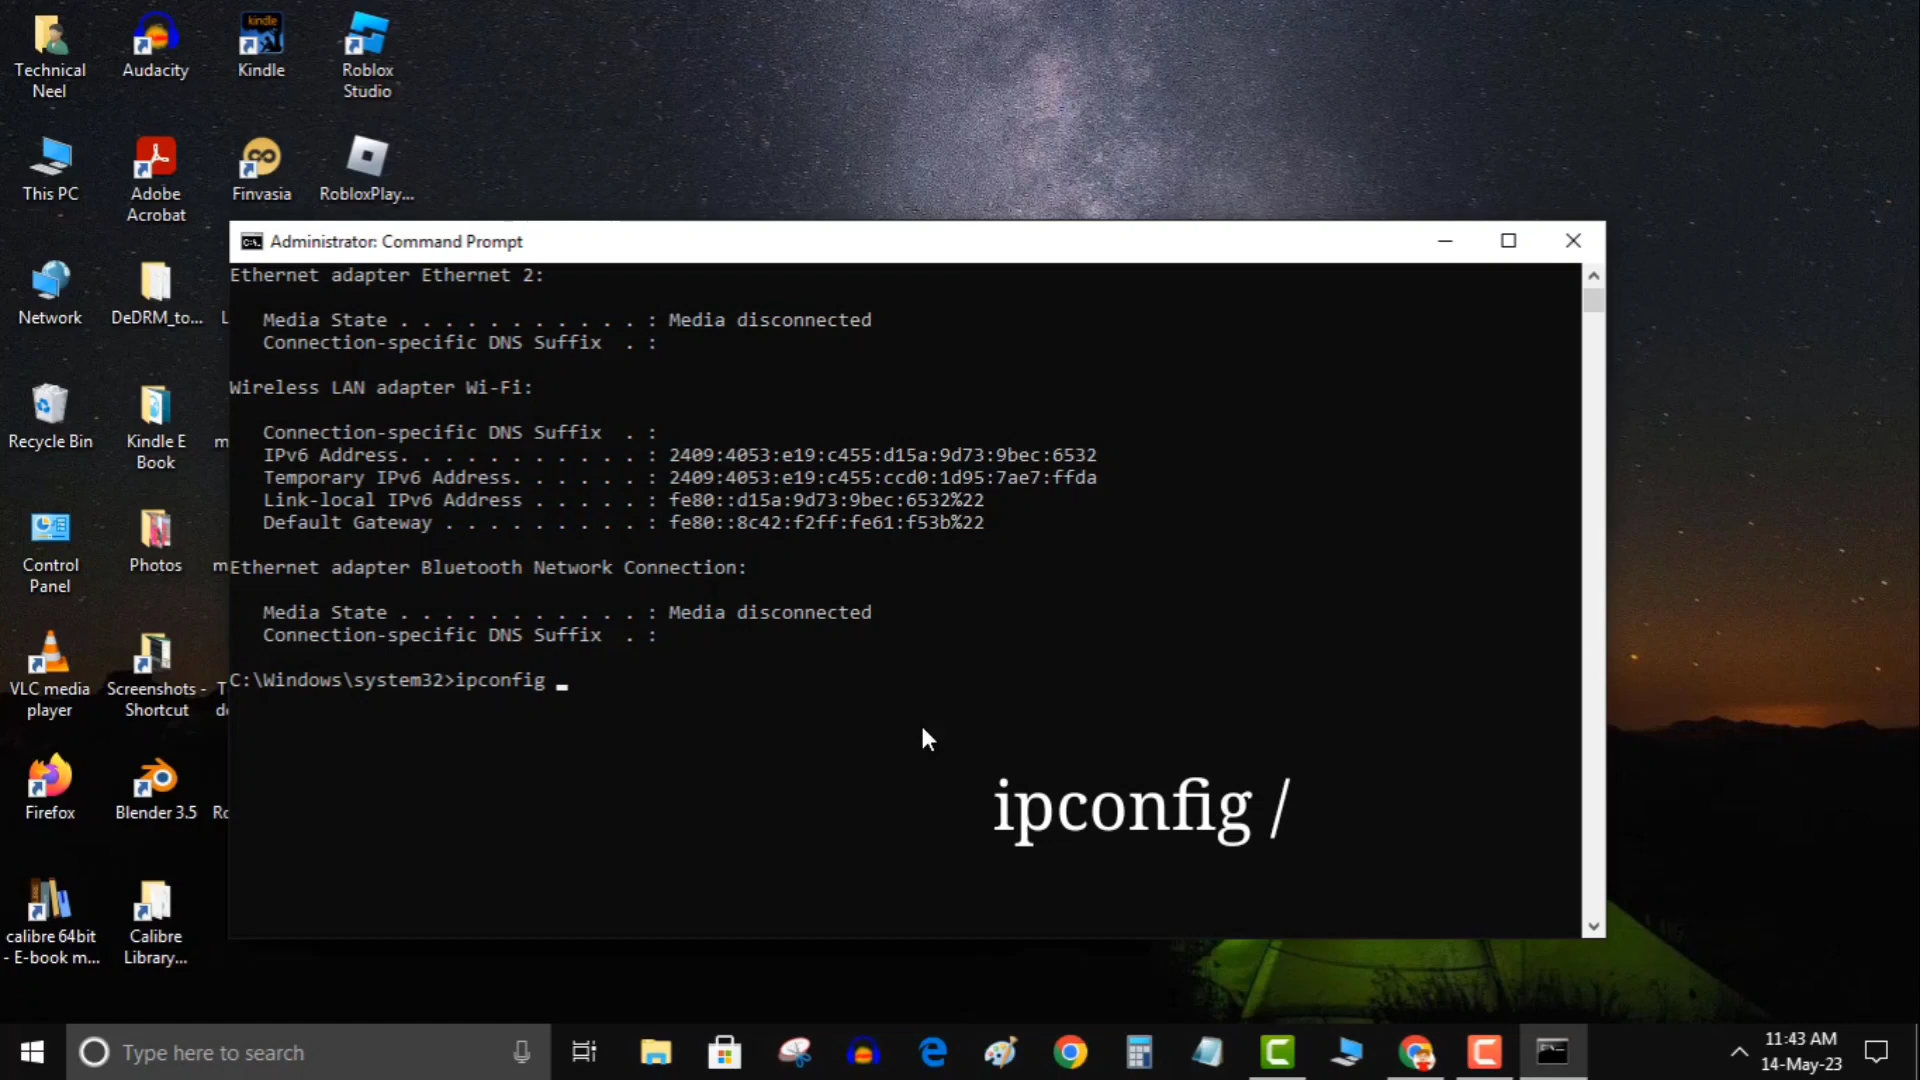 Technical
Neel
Audacity
kindle
Kindle
Roblox
Studio
This PC
Adobe
Acrobat
Finvasia
RobloxPlay...
Network
DeDRM_to...
L
Recycle Bin
Kindle E
Book
m
Control
Panel
Photos
m
VLC media
player
Screenshots -
Shortcut
T
de
Firefox
Blender 3.5
Ro
calibre 64bit
- E-book m...
Calibre
Library...
Administrator: Command Prompt
Ethernet adapter Ethernet 2:
Media State . . . . . . . . . . . : Media disconnected
Connection-specific DNS Suffix  . :
Wireless LAN adapter Wi-Fi:
Connection-specific DNS Suffix  . :
IPv6 Address. . . . . . . . . . . : 2409:4053:e19:c455:d15a:9d73:9bec:6532
Temporary IPv6 Address. . . . . . : 2409:4053:e19:c455:ccd0:1d95:7ae7:ffda
Link-local IPv6 Address . . . . . : fe80::d15a:9d73:9bec:6532%22
Default Gateway . . . . . . . . . : fe80::8c42:f2ff:fe61:f53b%22
Ethernet adapter Bluetooth Network Connection:
Media State . . . . . . . . . . . : Media disconnected
Connection-specific DNS Suffix  . :
C:\Windows\system32>ipconfig _
ipconfig /
Type here to search
11:43 AM
14-May-23